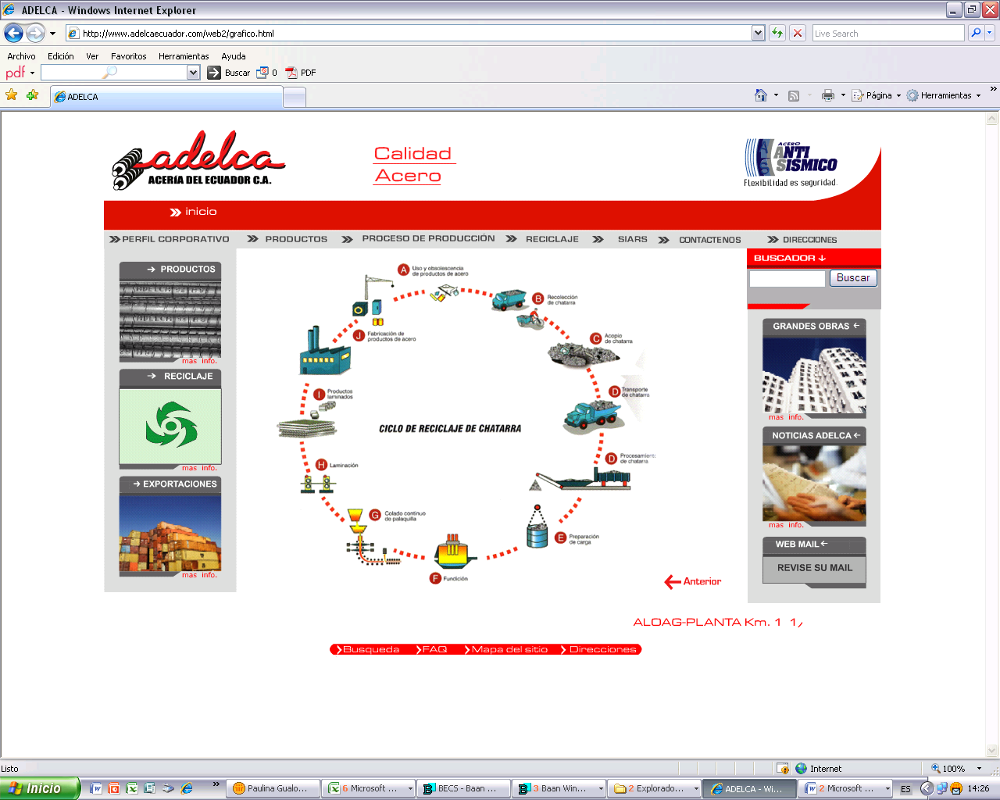 ADELCA - Windows Internet Explorer
http://www.adelcaecuador.com/web2/grafico.html
Live Search
Archivo Edición Ver Favoritos Herramientas Ayuda
pdf Buscar 0 PDF
ADELCA
Página Herramientas
adelca
ACERÍA DEL ECUADOR C.A.
Calidad
Acero
ACERO
ANTI
SISMICO
Flexibilidad es seguridad.
inicio
PERFIL CORPORATIVO PRODUCTOS PROCESO DE PRODUCCIÓN RECICLAJE SIARS CONTACTENOS DIRECCIONES
BUSCADOR
Buscar
PRODUCTOS
mas info.
RECICLAJE
mas info.
EXPORTACIONES
mas info.
A Uso y obsolescencia
de productos de acero
B Recolección
de chatarra
C Acopio
de chatarra
D Transporte
de chatarra
D Procesamient
de chatarra
E Preparación
de carga
F Fundición
G Colado continuo
de palaquilla
H Laminación
I Productos
laminados
J Fabricación de
productos de acero
CICLO DE RECICLAJE DE CHATARRA
Anterior
GRANDES OBRAS
mas info.
NOTICIAS ADELCA
mas info.
WEB MAIL
REVISE SU MAIL
ALOAG-PLANTA Km. 1 1/
Busqueda FAQ Mapa del sitio Direcciones
Listo
Internet
100%
Inicio
Paulina Gualo...
6 Microsoft ...
BECS - Baan ...
3 Baan Win...
2 Explorado...
ADELCA - Wi...
2 Microsoft ...
ES
14:26